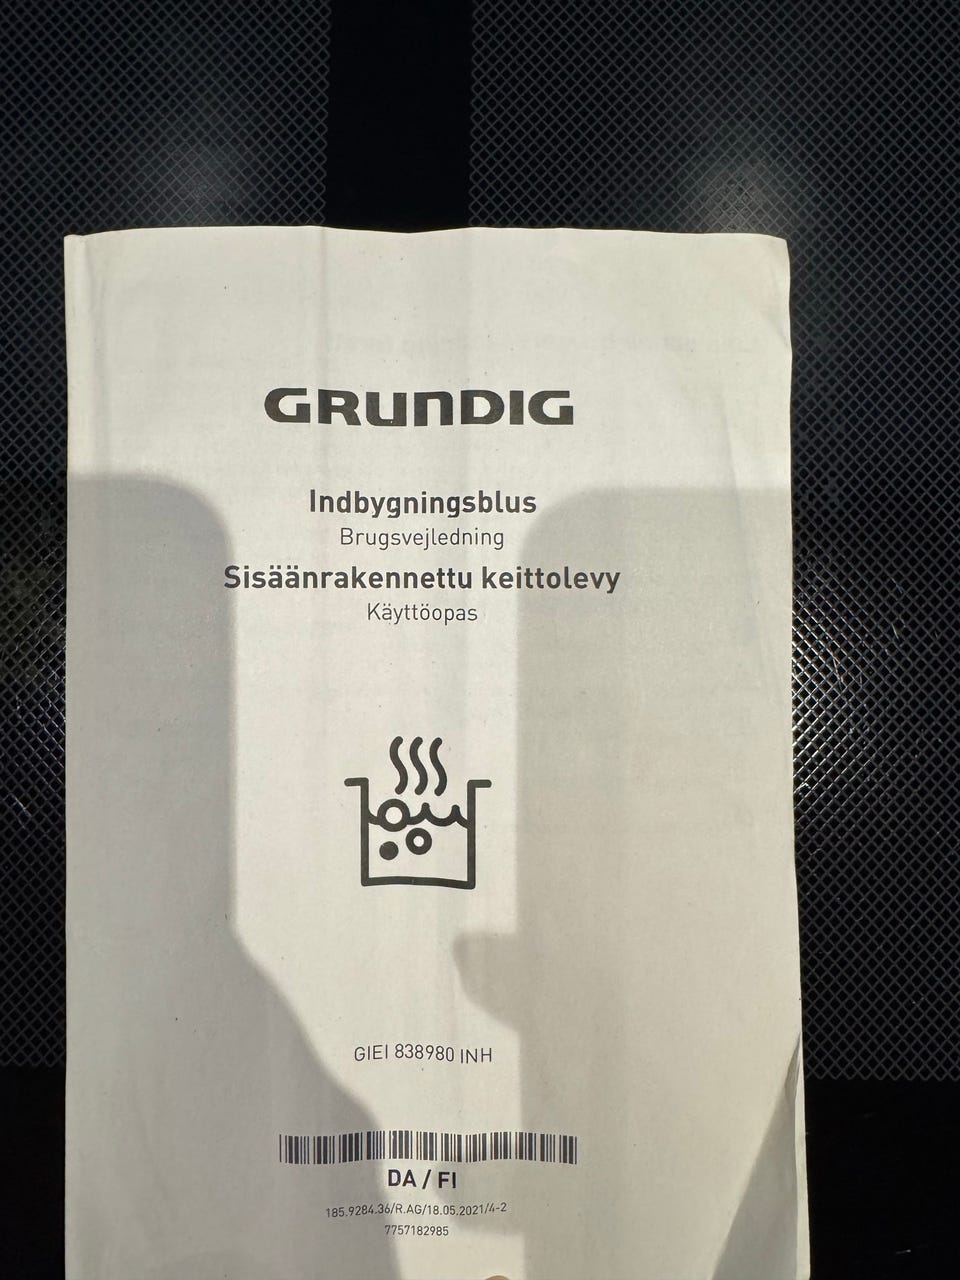 GRUNDIG
Indbygningsblus
Brugsvejledning
Sisäänrakennettu keittolevy
Käyttöopas
GIEI 838980 INH
DA / FI
185.9284.36/R.AG/18.05.2021/4-2
7757182985